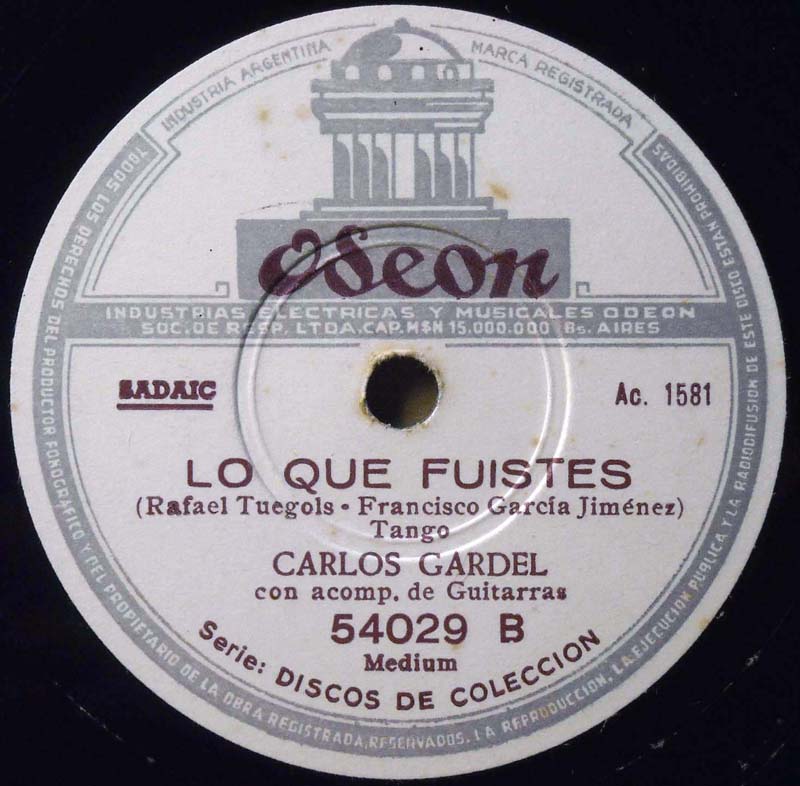 INDUSTRIA ARGENTINA
MARCA REGISTRADA
Odeon
INDUSTRIAS ELECTRICAS Y MUSICALES ODEON
SOC. DE RESP. LTDA. CAP. M$N 15.000.000 Bs. AIRES
SADAIC
Ac. 1581
LO QUE FUISTES
(Rafael Tuegols - Francisco García Jiménez)
Tango
CARLOS GARDEL
con acomp. de Guitarras
54029 B
Medium
Serie: DISCOS DE COLECCION
TODOS LOS DERECHOS DEL PRODUCTOR FONOGRAFICO Y DEL PROPIETARIO DE LA OBRA REGISTRADA, RESERVADOS. LA REPRODUCCION, LA EJECUCION PUBLICA Y LA RADIODIFUSION DE ESTE DISCO ESTAN PROHIBIDAS